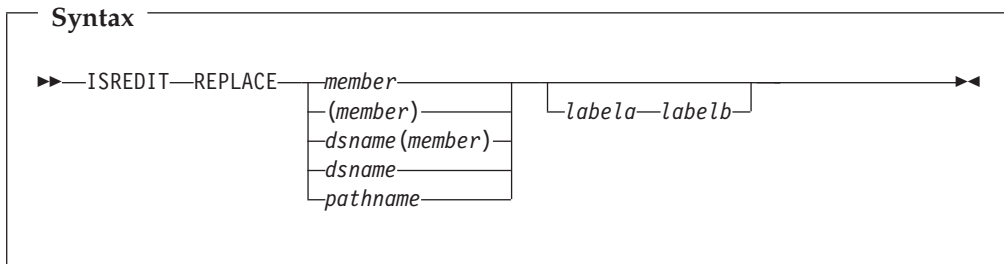 Syntax
►►—ISREDIT—REPLACE—member—►◄
(member)
labela—labelb
dsname(member)
dsname
pathname